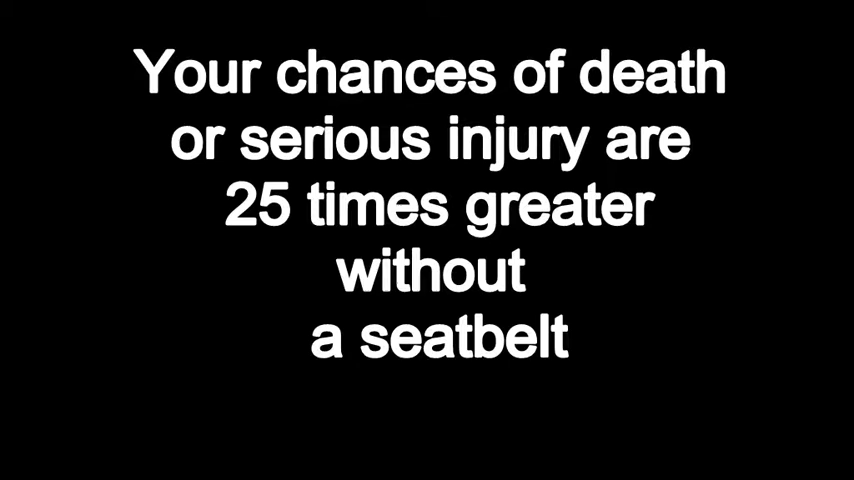 Your chances of death
or serious injury are
25 times greater
without
a seatbelt